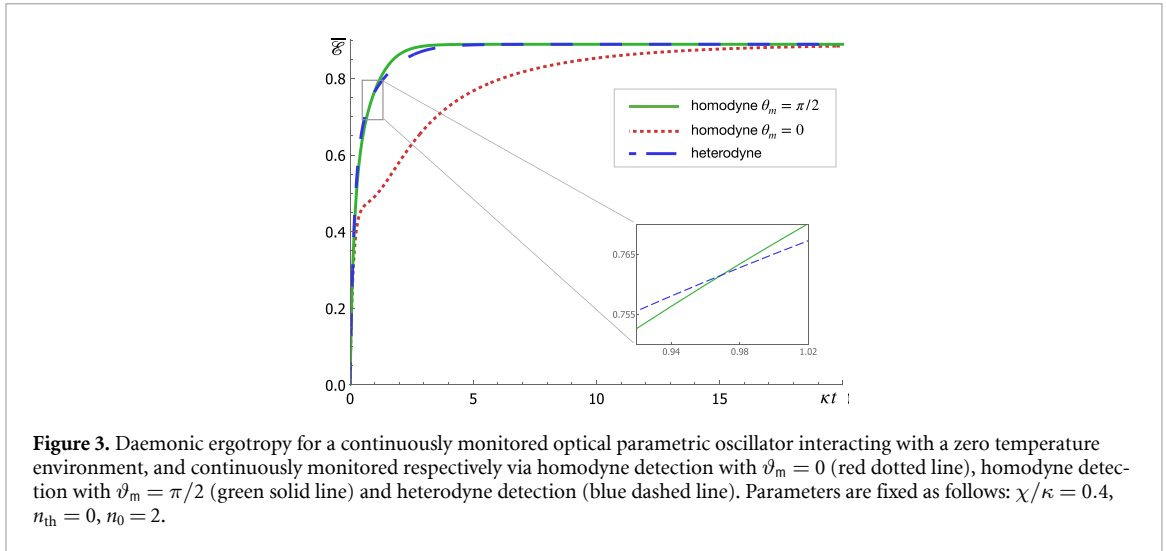 ℰ̅
0.8
0.6
0.4
0.2
0.0
0 5 10 15 κt
homodyne θₘ = π/2
homodyne θₘ = 0
heterodyne
0.765
0.755
0.94 0.98 1.02
Figure 3. Daemonic ergotropy for a continuously monitored optical parametric oscillator interacting with a zero temperature
environment, and continuously monitored respectively via homodyne detection with ϑₘ = 0 (red dotted line), homodyne detec-
tion with ϑₘ = π/2 (green solid line) and heterodyne detection (blue dashed line). Parameters are fixed as follows: χ/κ = 0.4,
n_th = 0, n₀ = 2.